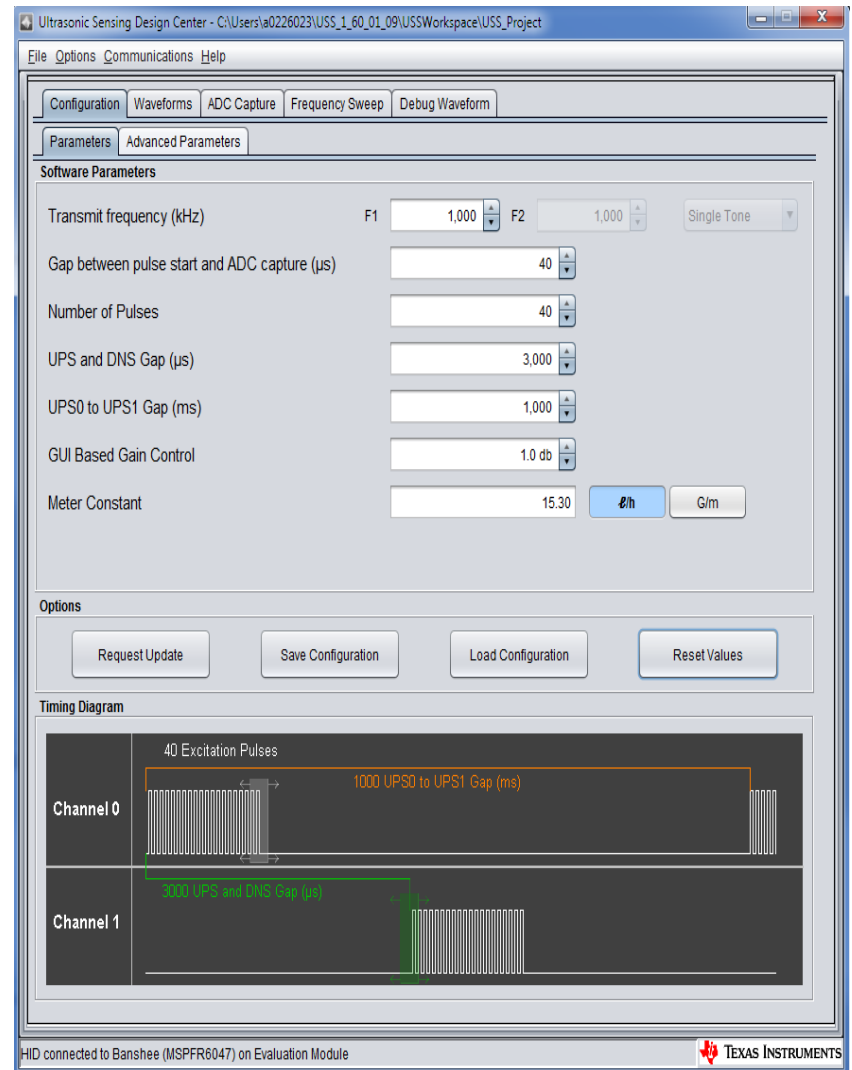 Ultrasonic Sensing Design Center - C:\Users\a0226023\USS_1_60_01_09\USSWorkspace\USS_Project
File Options Communications Help
Configuration Waveforms ADC Capture Frequency Sweep Debug Waveform
Parameters Advanced Parameters
Software Parameters
Transmit frequency (kHz) F1 1,000 F2 1,000 Single Tone
Gap between pulse start and ADC capture (µs) 40
Number of Pulses 40
UPS and DNS Gap (µs) 3,000
UPS0 to UPS1 Gap (ms) 1,000
GUI Based Gain Control 1.0 db
Meter Constant 15.30 ℓ/h G/m
Options
Request Update Save Configuration Load Configuration Reset Values
Timing Diagram
40 Excitation Pulses
1000 UPS0 to UPS1 Gap (ms)
Channel 0
3000 UPS and DNS Gap (µs)
Channel 1
HID connected to Banshee (MSPFR6047) on Evaluation Module TEXAS INSTRUMENTS